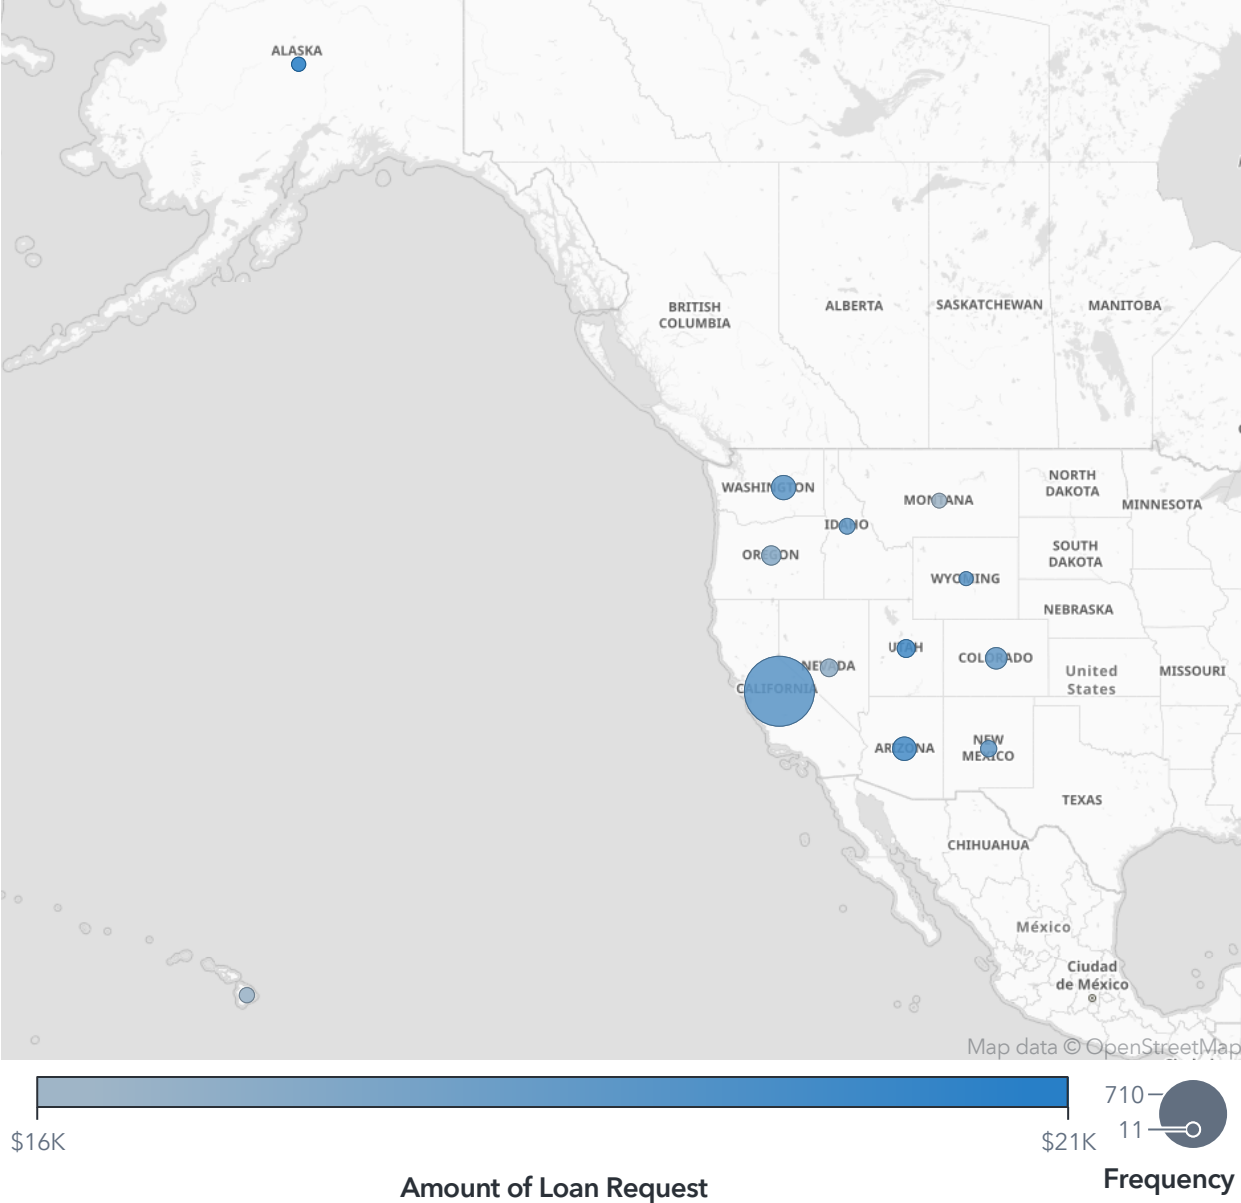 ALASKA
BRITISH
COLUMBIA
ALBERTA
SASKATCHEWAN
MANITOBA
WASHINGTON
MONTANA
NORTH
DAKOTA
MINNESOTA
IDAHO
OREGON
SOUTH
DAKOTA
WYOMING
NEBRASKA
UTAH
COLORADO
NEVADA
CALIFORNIA
United
States
MISSOURI
ARIZONA
NEW
MEXICO
TEXAS
CHIHUAHUA
México
Ciudad
de México
Map data © OpenStreetMap
$16K
$21K
Amount of Loan Request
710
11
Frequency